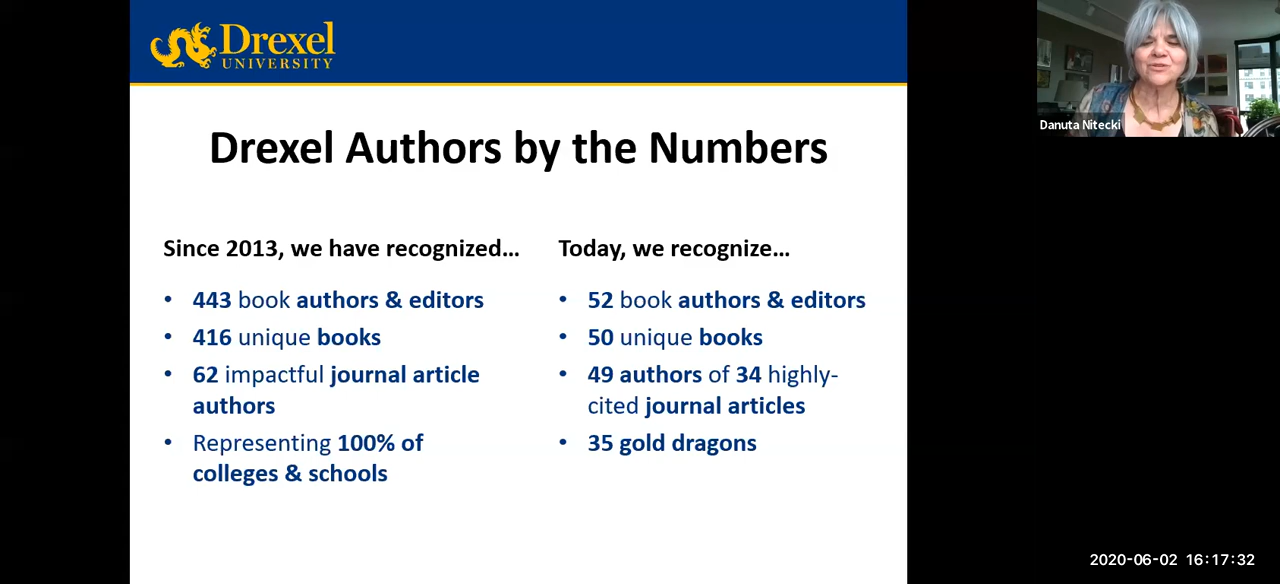 Drexel
UNIVERSITY
Drexel Authors by the Numbers
Since 2013, we have recognized…
• 443 book authors & editors
• 416 unique books
• 62 impactful journal article
authors
• Representing 100% of
colleges & schools
Today, we recognize…
• 52 book authors & editors
• 50 unique books
• 49 authors of 34 highly-
cited journal articles
• 35 gold dragons
Danuta Nitecki
2020-06-02 16:17:32